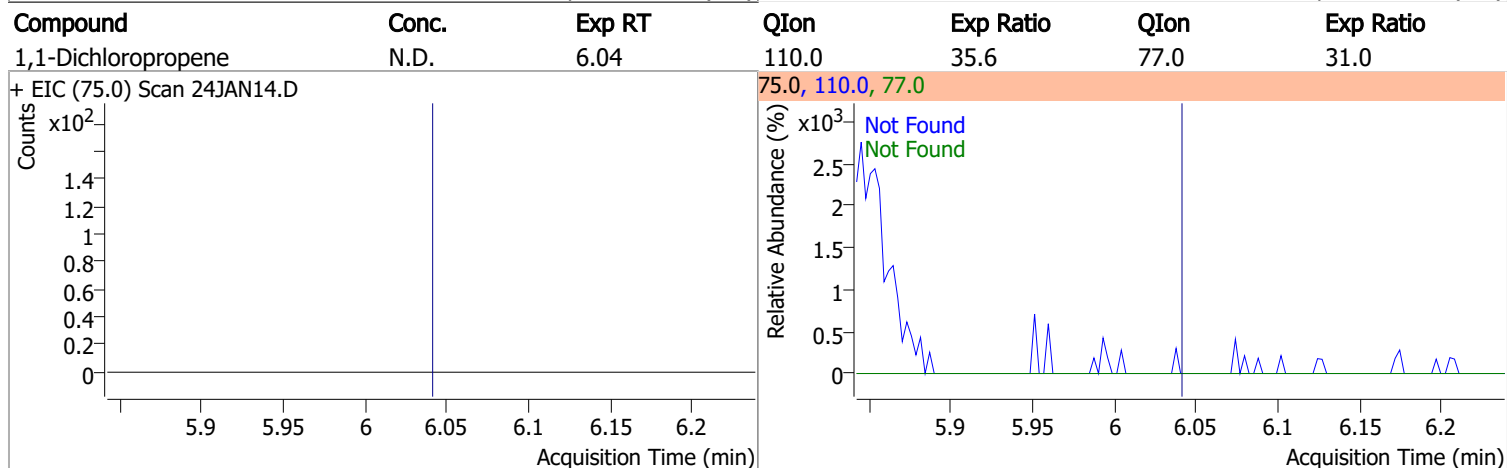 Compound Conc. Exp RT QIon Exp Ratio QIon Exp Ratio
1,1-Dichloropropene N.D. 6.04 110.0 35.6 77.0 31.0
+ EIC (75.0) Scan 24JAN14.D
Counts
x10²
1.4
1.2
1
0.8
0.6
0.4
0.2
0
5.9 5.95 6 6.05 6.1 6.15 6.2
Acquisition Time (min)
75.0, 110.0, 77.0
Relative Abundance (%)
x10³
Not Found
Not Found
2.5
2
1.5
1
0.5
0
5.9 5.95 6 6.05 6.1 6.15 6.2
Acquisition Time (min)